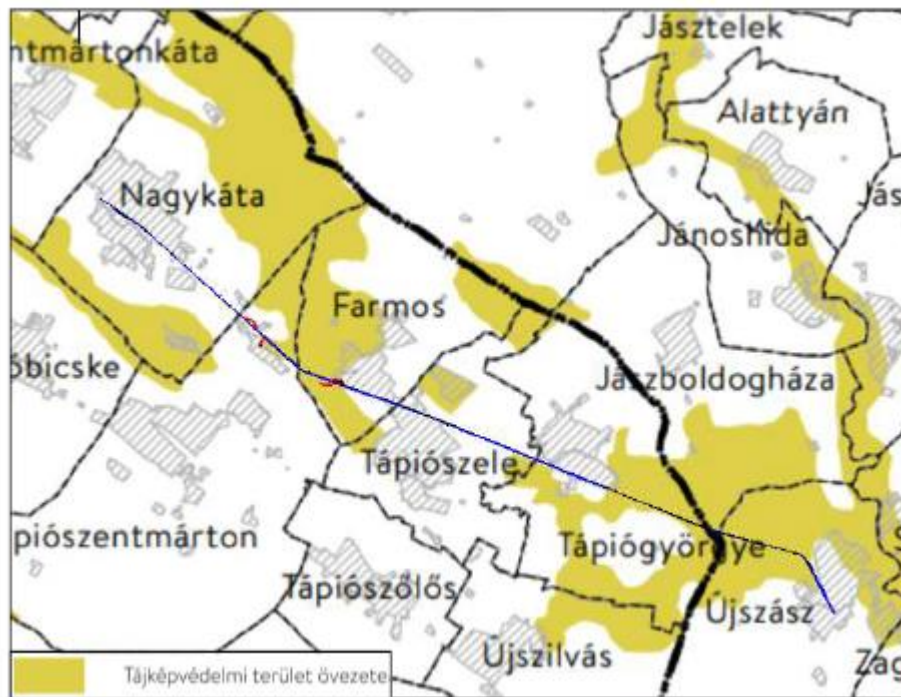 Jásztelek
ntmártonkáta
Alattyán
Nagykáta
Jás
Jánoshida
Farmos
óbicske
Jászboldogháza
Tápiószele
piószentmárton
Tápiógyörgye
Tápiószőlős
Újszász
Újszilvás
Zag
Tájképvédelmi terület övezete